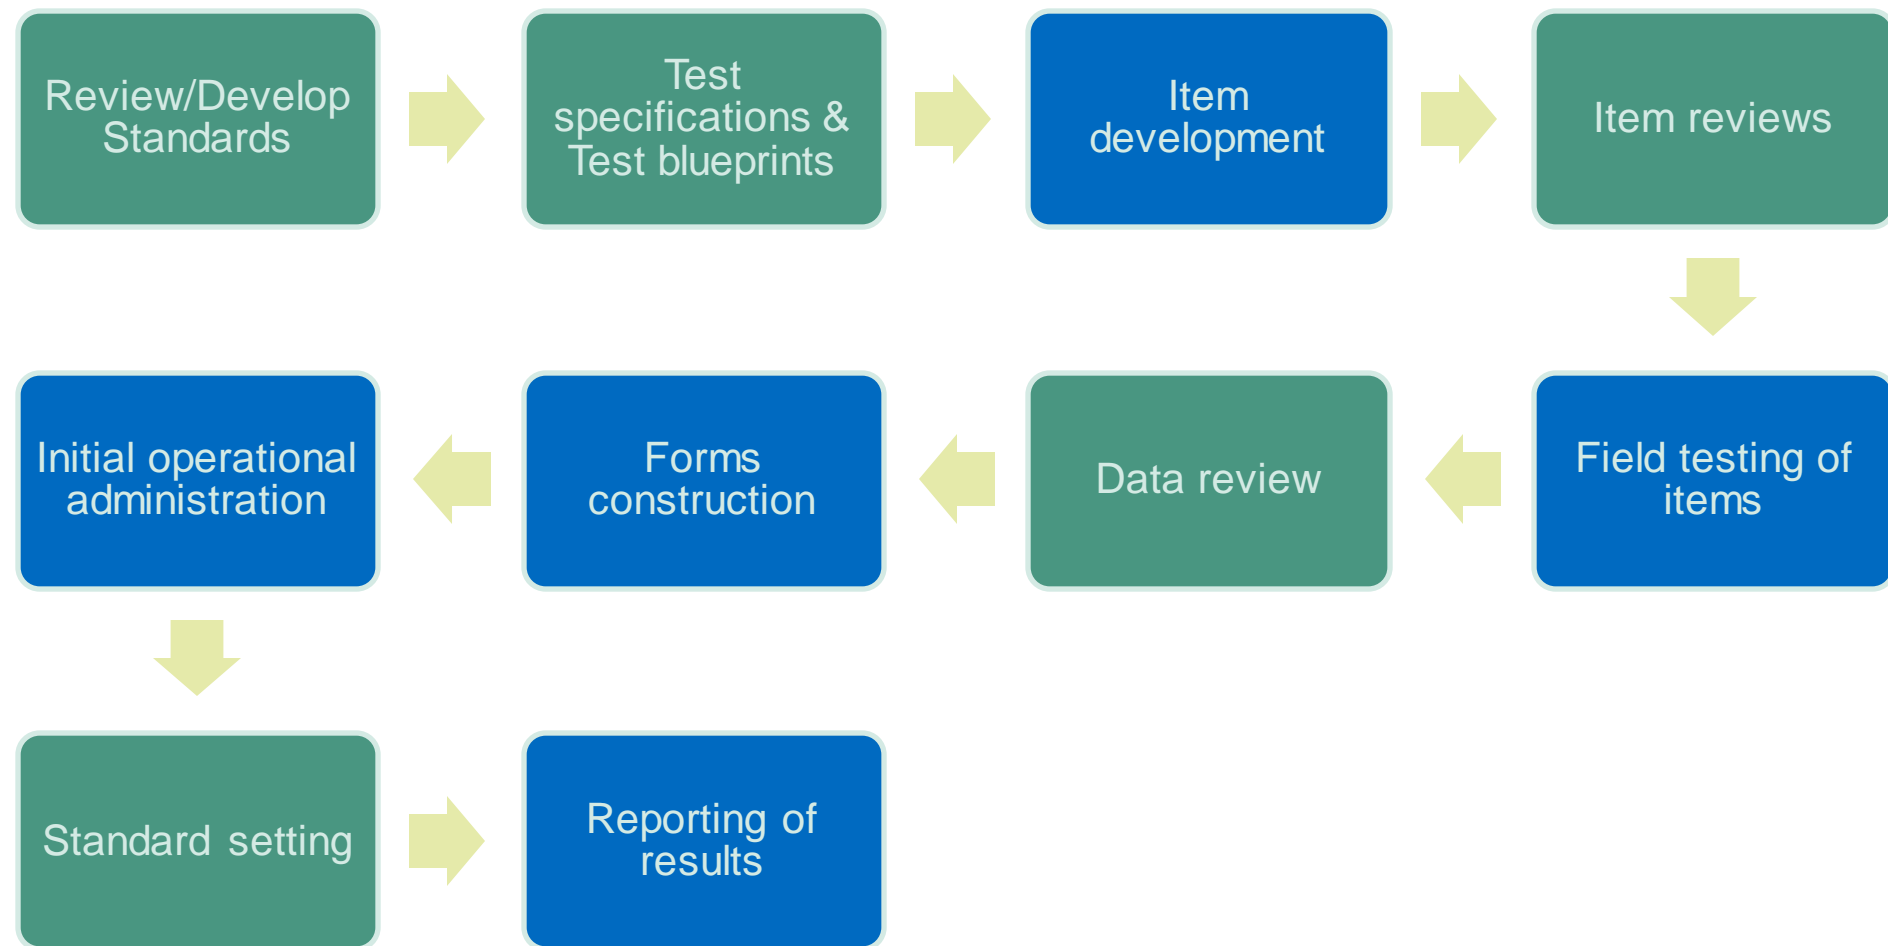 Review/Develop
Standards
Test
specifications &
Test blueprints
Item
development
Item reviews
Field testing of
items
Data review
Forms
construction
Initial operational
administration
Standard setting
Reporting of
results